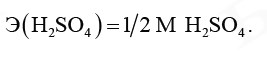 Э(H₂SO₄) = 1/2 M H₂SO₄.